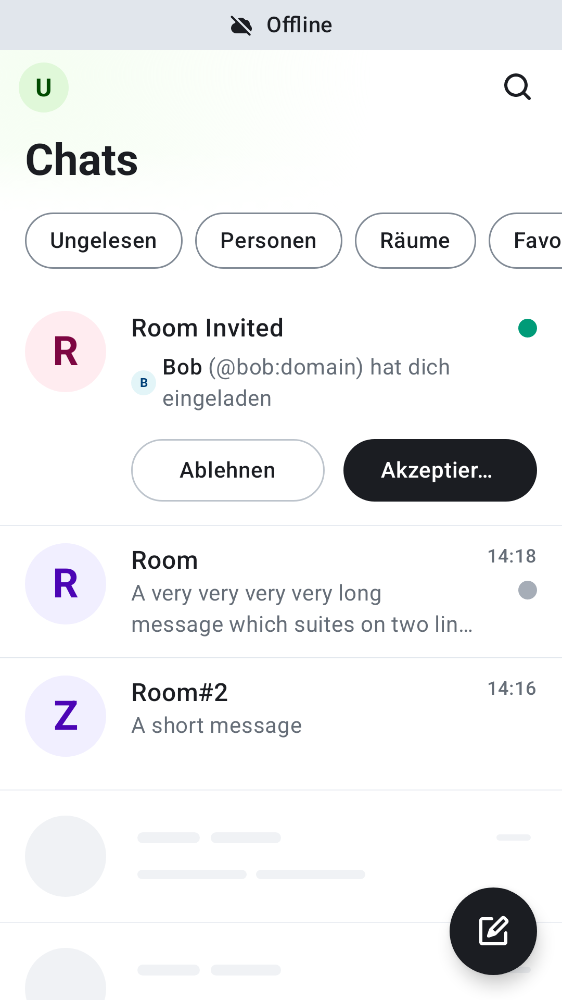 Offline
U
Chats
Ungelesen
Personen
Räume
Favo
R
Room Invited
B
Bob (@bob:domain) hat dich
eingeladen
Ablehnen
Akzeptier…
R
Room
14:18
A very very very very long
message which suites on two lin…
Z
Room#2
14:16
A short message